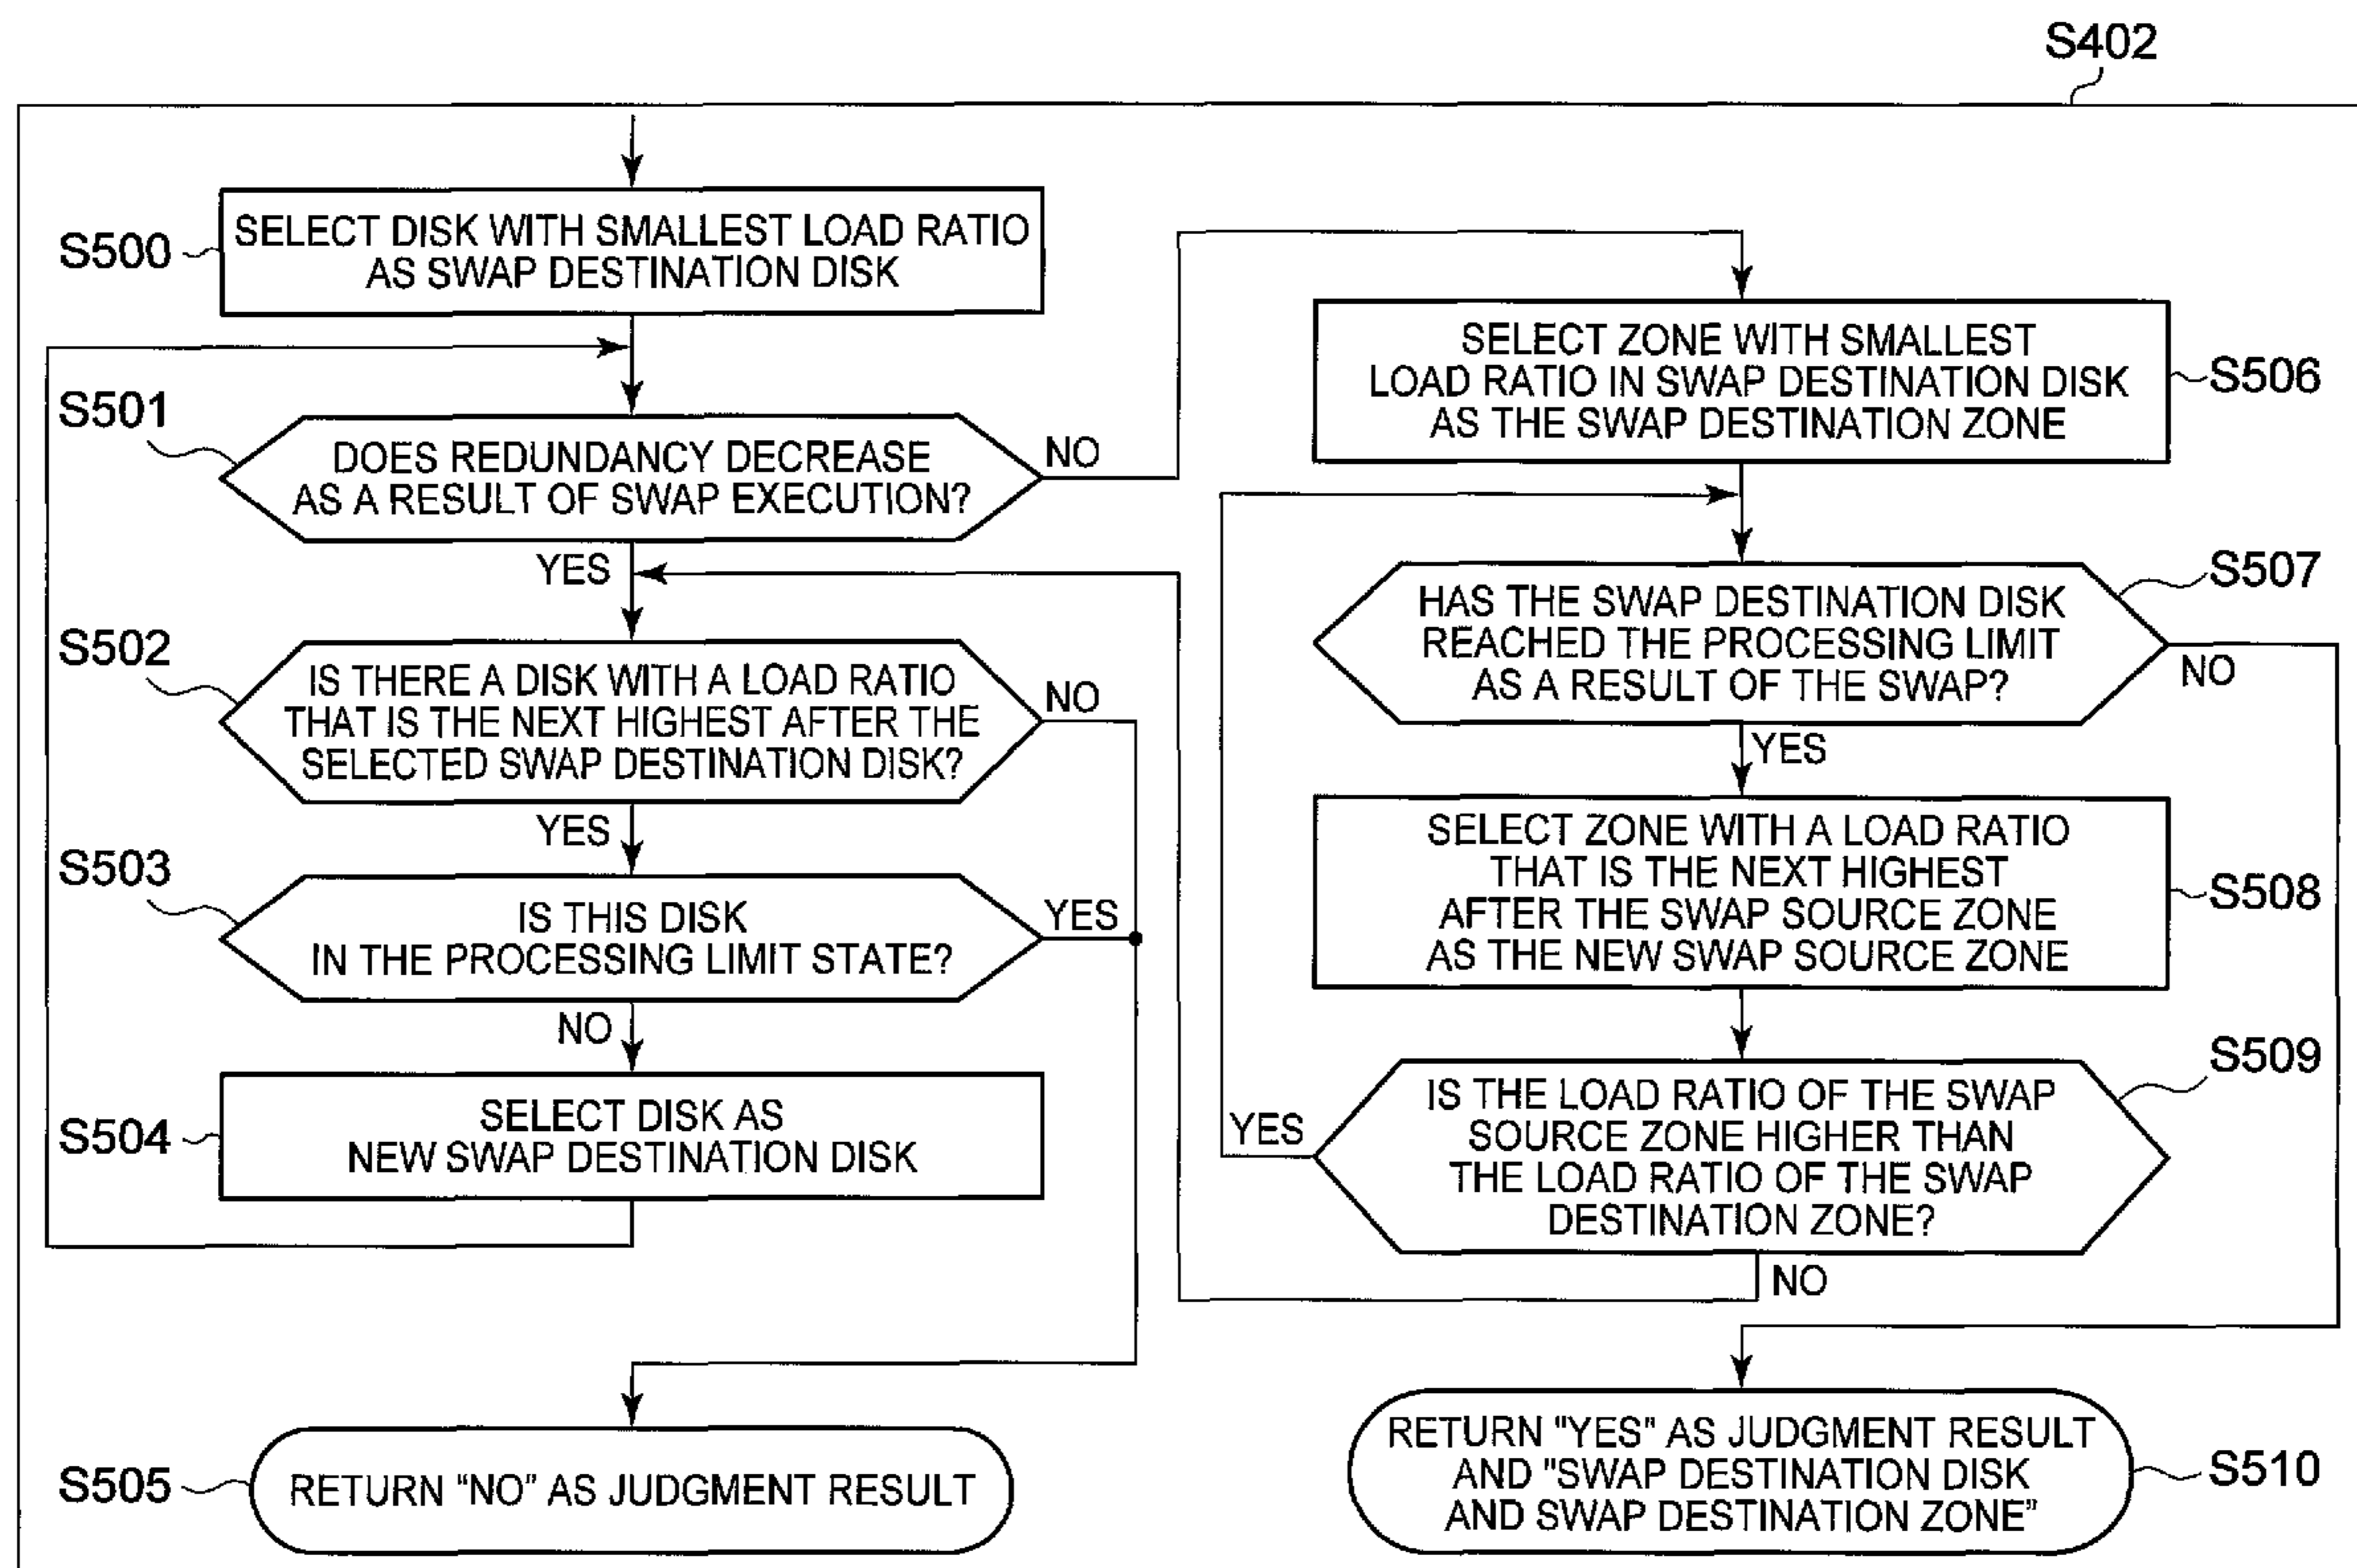 S402
S500
SELECT DISK WITH SMALLEST LOAD RATIO
AS SWAP DESTINATION DISK
S501
DOES REDUNDANCY DECREASE
AS A RESULT OF SWAP EXECUTION?
NO
YES
S502
IS THERE A DISK WITH A LOAD RATIO
THAT IS THE NEXT HIGHEST AFTER THE
SELECTED SWAP DESTINATION DISK?
NO
YES
S503
IS THIS DISK
IN THE PROCESSING LIMIT STATE?
YES
NO
S504
SELECT DISK AS
NEW SWAP DESTINATION DISK
S505
RETURN "NO" AS JUDGMENT RESULT
SELECT ZONE WITH SMALLEST
LOAD RATIO IN SWAP DESTINATION DISK
AS THE SWAP DESTINATION ZONE
S506
S507
HAS THE SWAP DESTINATION DISK
REACHED THE PROCESSING LIMIT
AS A RESULT OF THE SWAP?
NO
YES
SELECT ZONE WITH A LOAD RATIO
THAT IS THE NEXT HIGHEST
AFTER THE SWAP SOURCE ZONE
AS THE NEW SWAP SOURCE ZONE
S508
S509
IS THE LOAD RATIO OF THE SWAP
SOURCE ZONE HIGHER THAN
THE LOAD RATIO OF THE SWAP
DESTINATION ZONE?
YES
NO
RETURN "YES" AS JUDGMENT RESULT
AND "SWAP DESTINATION DISK
AND SWAP DESTINATION ZONE"
S510